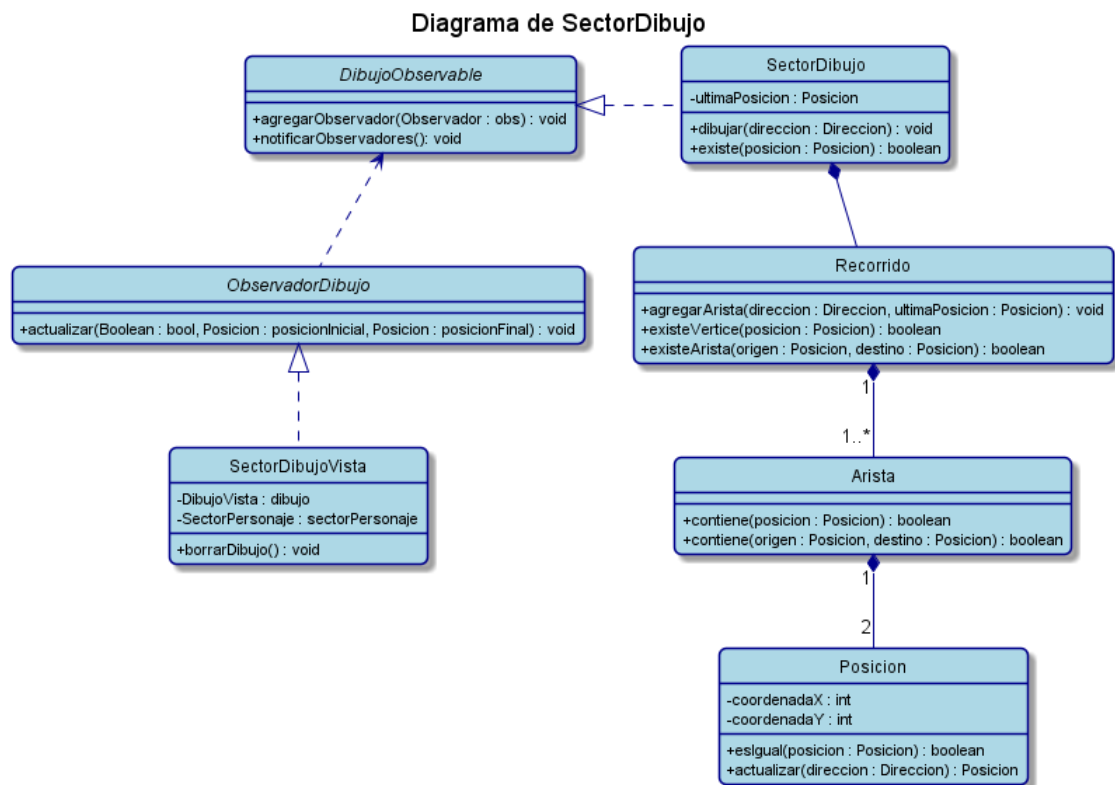 Diagrama de SectorDibujo
DibujoObservable
+agregarObservador(Observador : obs) : void
+notificarObservadores(): void
SectorDibujo
-ultimaPosicion : Posicion
+dibujar(direccion : Direccion) : void
+existe(posicion : Posicion) : boolean
ObservadorDibujo
+actualizar(Boolean : bool, Posicion : posicionInicial, Posicion : posicionFinal) : void
Recorrido
+agregarArista(direccion : Direccion, ultimaPosicion : Posicion) : void
+existeVertice(posicion : Posicion) : boolean
+existeArista(origen : Posicion, destino : Posicion) : boolean
1
1..*
SectorDibujoVista
-DibujoVista : dibujo
-SectorPersonaje : sectorPersonaje
+borrarDibujo() : void
Arista
+contiene(posicion : Posicion) : boolean
+contiene(origen : Posicion, destino : Posicion) : boolean
1
2
Posicion
-coordenadaX : int
-coordenadaY : int
+esIgual(posicion : Posicion) : boolean
+actualizar(direccion : Direccion) : Posicion